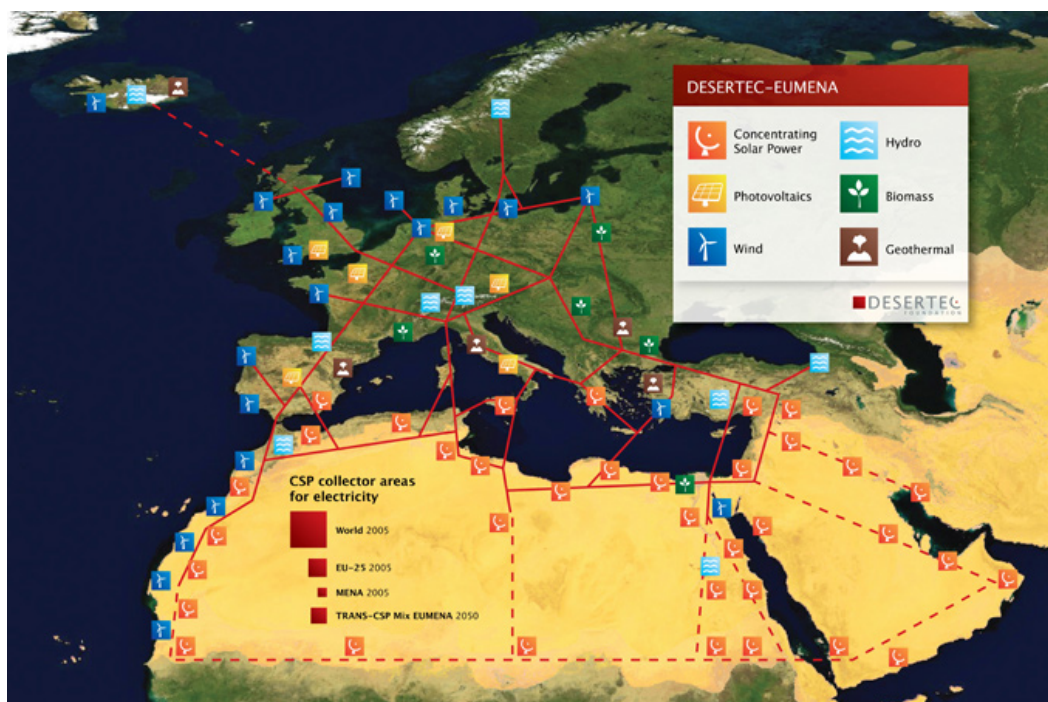 DESERTEC-EUMENA
Concentrating
Solar Power
Hydro
Photovoltaics
Biomass
Wind
Geothermal
DESERTEC
FOUNDATION
CSP collector areas
for electricity
World 2005
EU-25 2005
MENA 2005
TRANS-CSP Mix EUMENA 2050